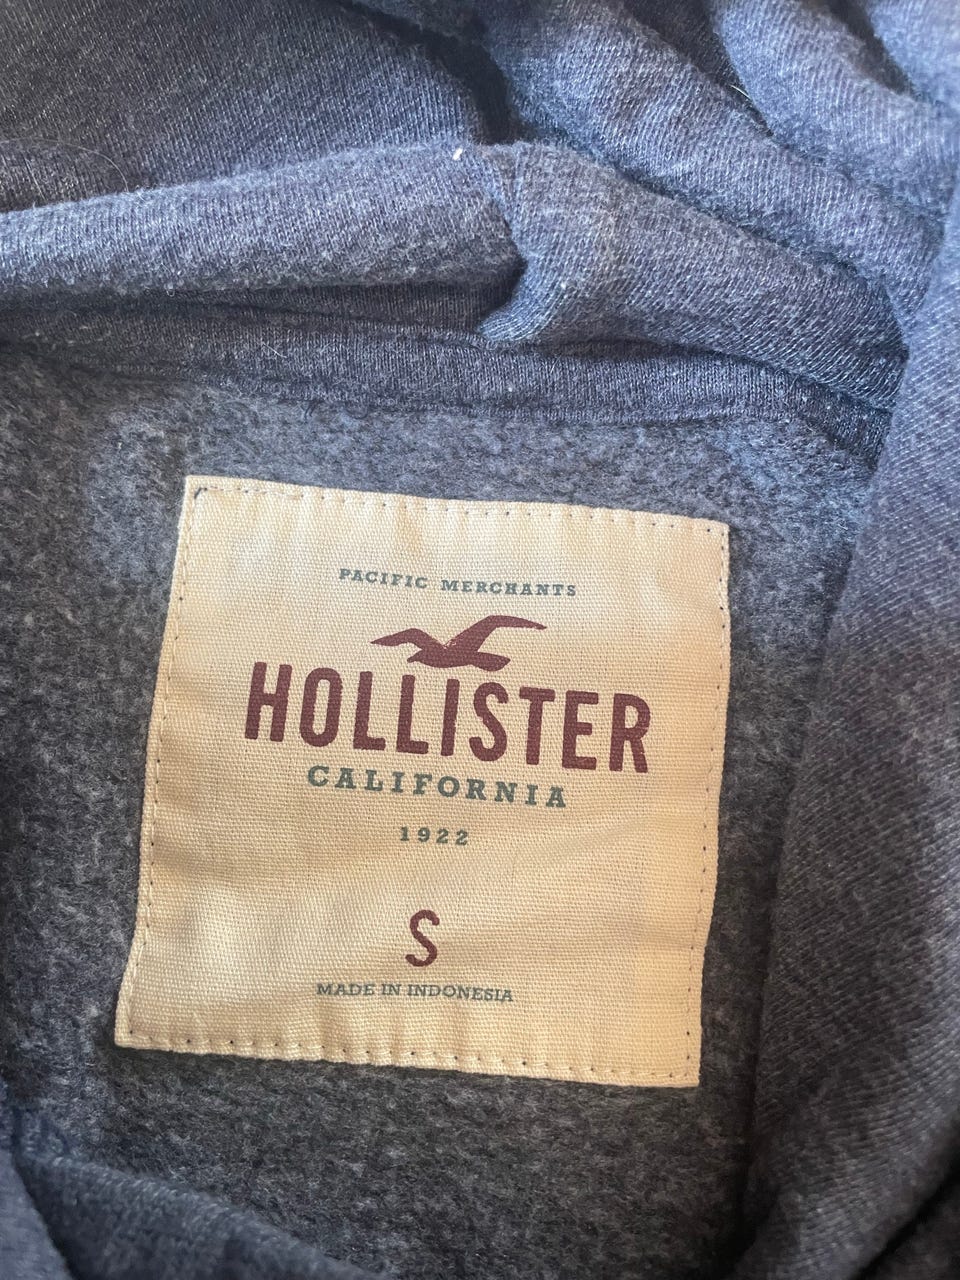 PACIFIC MERCHANTS
HOLLISTER
CALIFORNIA
1922
S
MADE IN INDONESIA